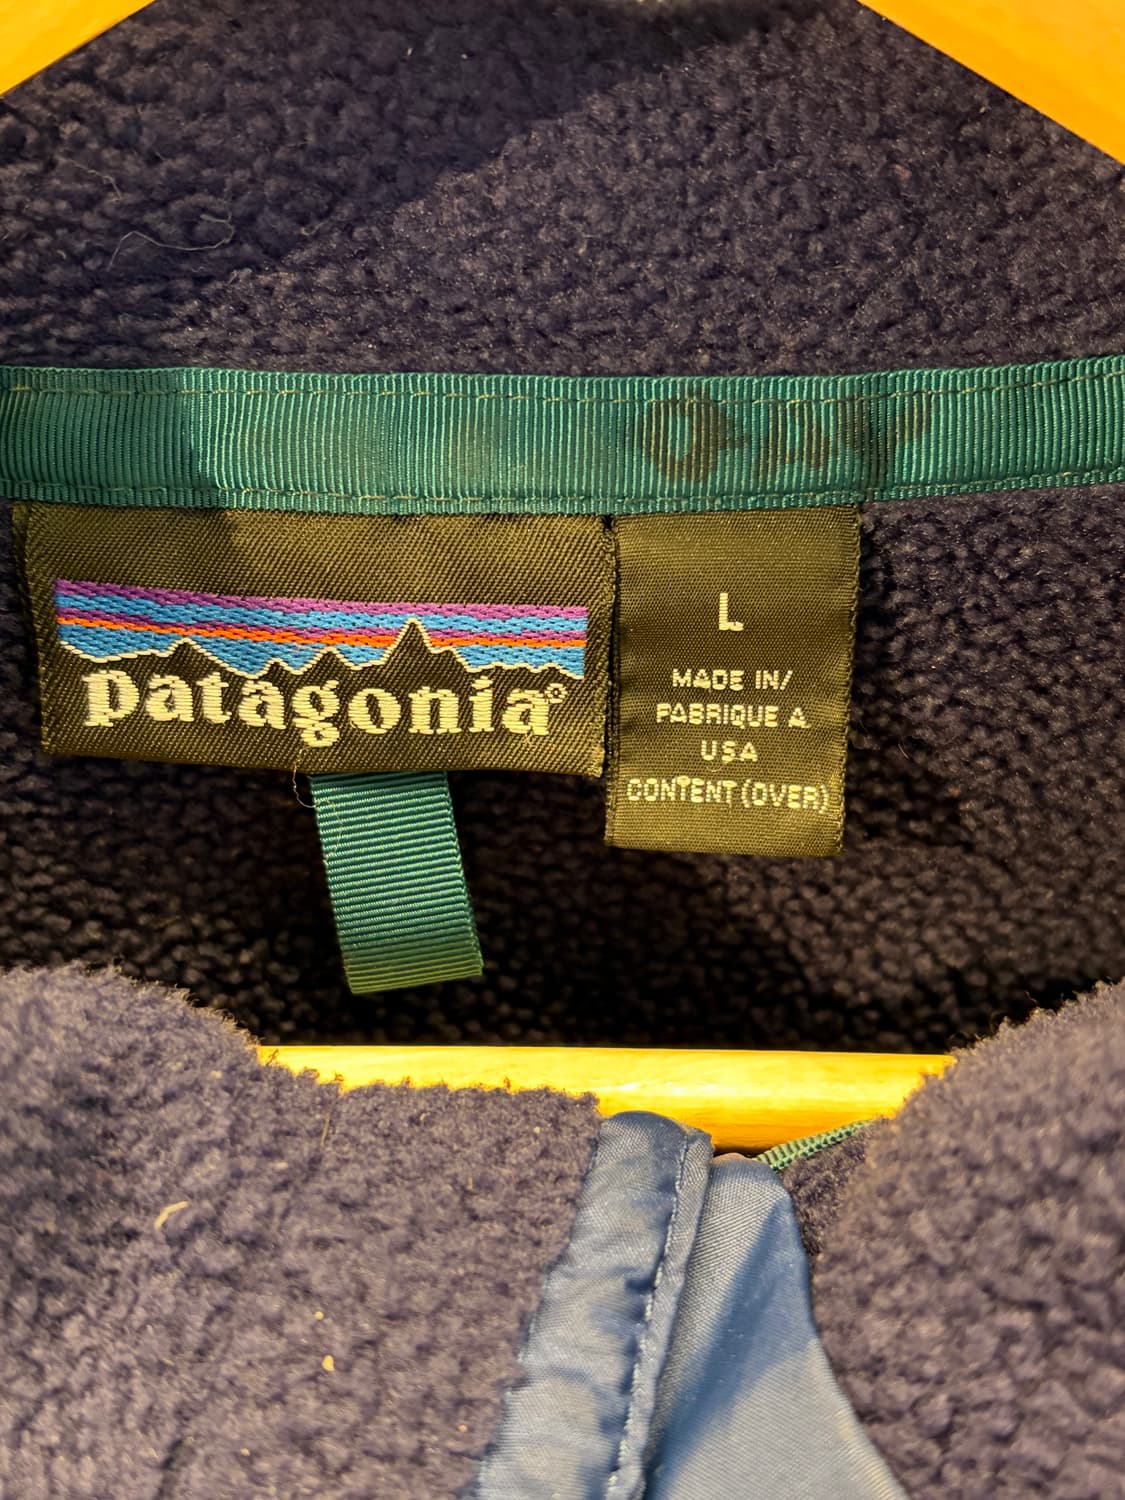 patagonia®
L
MADE IN/
FABRIQUE A
USA
CONTENT (OVER)